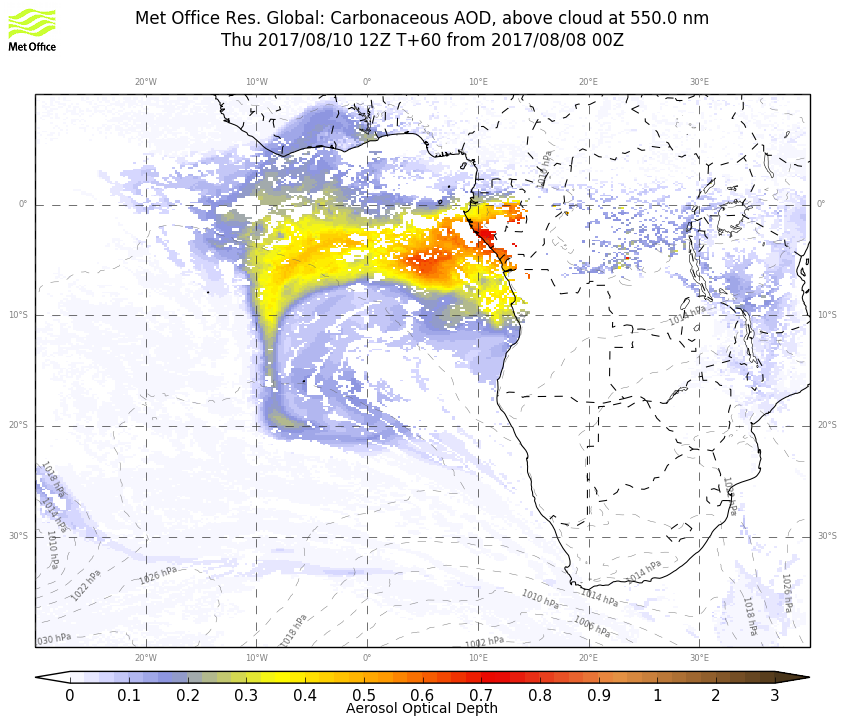 Met Office Res. Global: Carbonaceous AOD, above cloud at 550.0 nm
Thu 2017/08/10 12Z T+60 from 2017/08/08 00Z
Met Office
20°W 10°W 0° 10°E 20°E 30°E
1010 hPa
0° 0°
10°S 1014 hPa 10°S
20°S 20°S
1018 hPa
1014 hPa
1010 hPa
30°S 30°S
1026 hPa
1022 hPa
1014 hPa
1026 hPa
1010 hPa
1014 hPa
1018 hPa
1018 hPa
1006 hPa
030 hPa
1002 hPa
20°W 10°W 0° 10°E 20°E 30°E
0 0.1 0.2 0.3 0.4 0.5 0.6 0.7 0.8 0.9 1 2 3
Aerosol Optical Depth